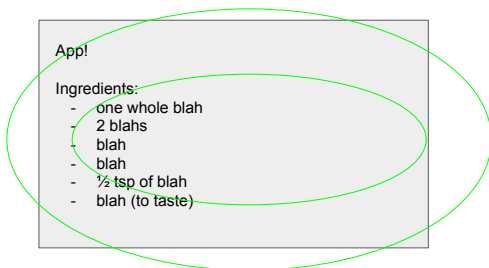 App!
Ingredients:
- one whole blah
- 2 blahs
- blah
- blah
- ½ tsp of blah
- blah (to taste)